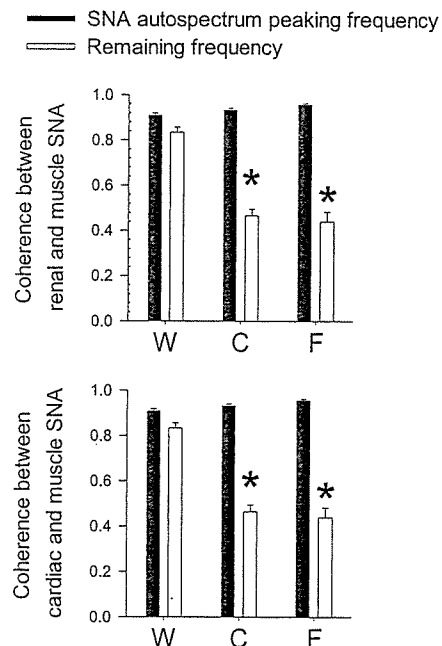 SNA autospectrum peaking frequency
Remaining frequency
Coherence between
renal and muscle SNA
1.0
0.8
0.6
0.4
0.2
0.0
*
*
W C F
Coherence between
cardiac and muscle SNA
1.0
0.8
0.6
0.4
0.2
0.0
*
*
W C F